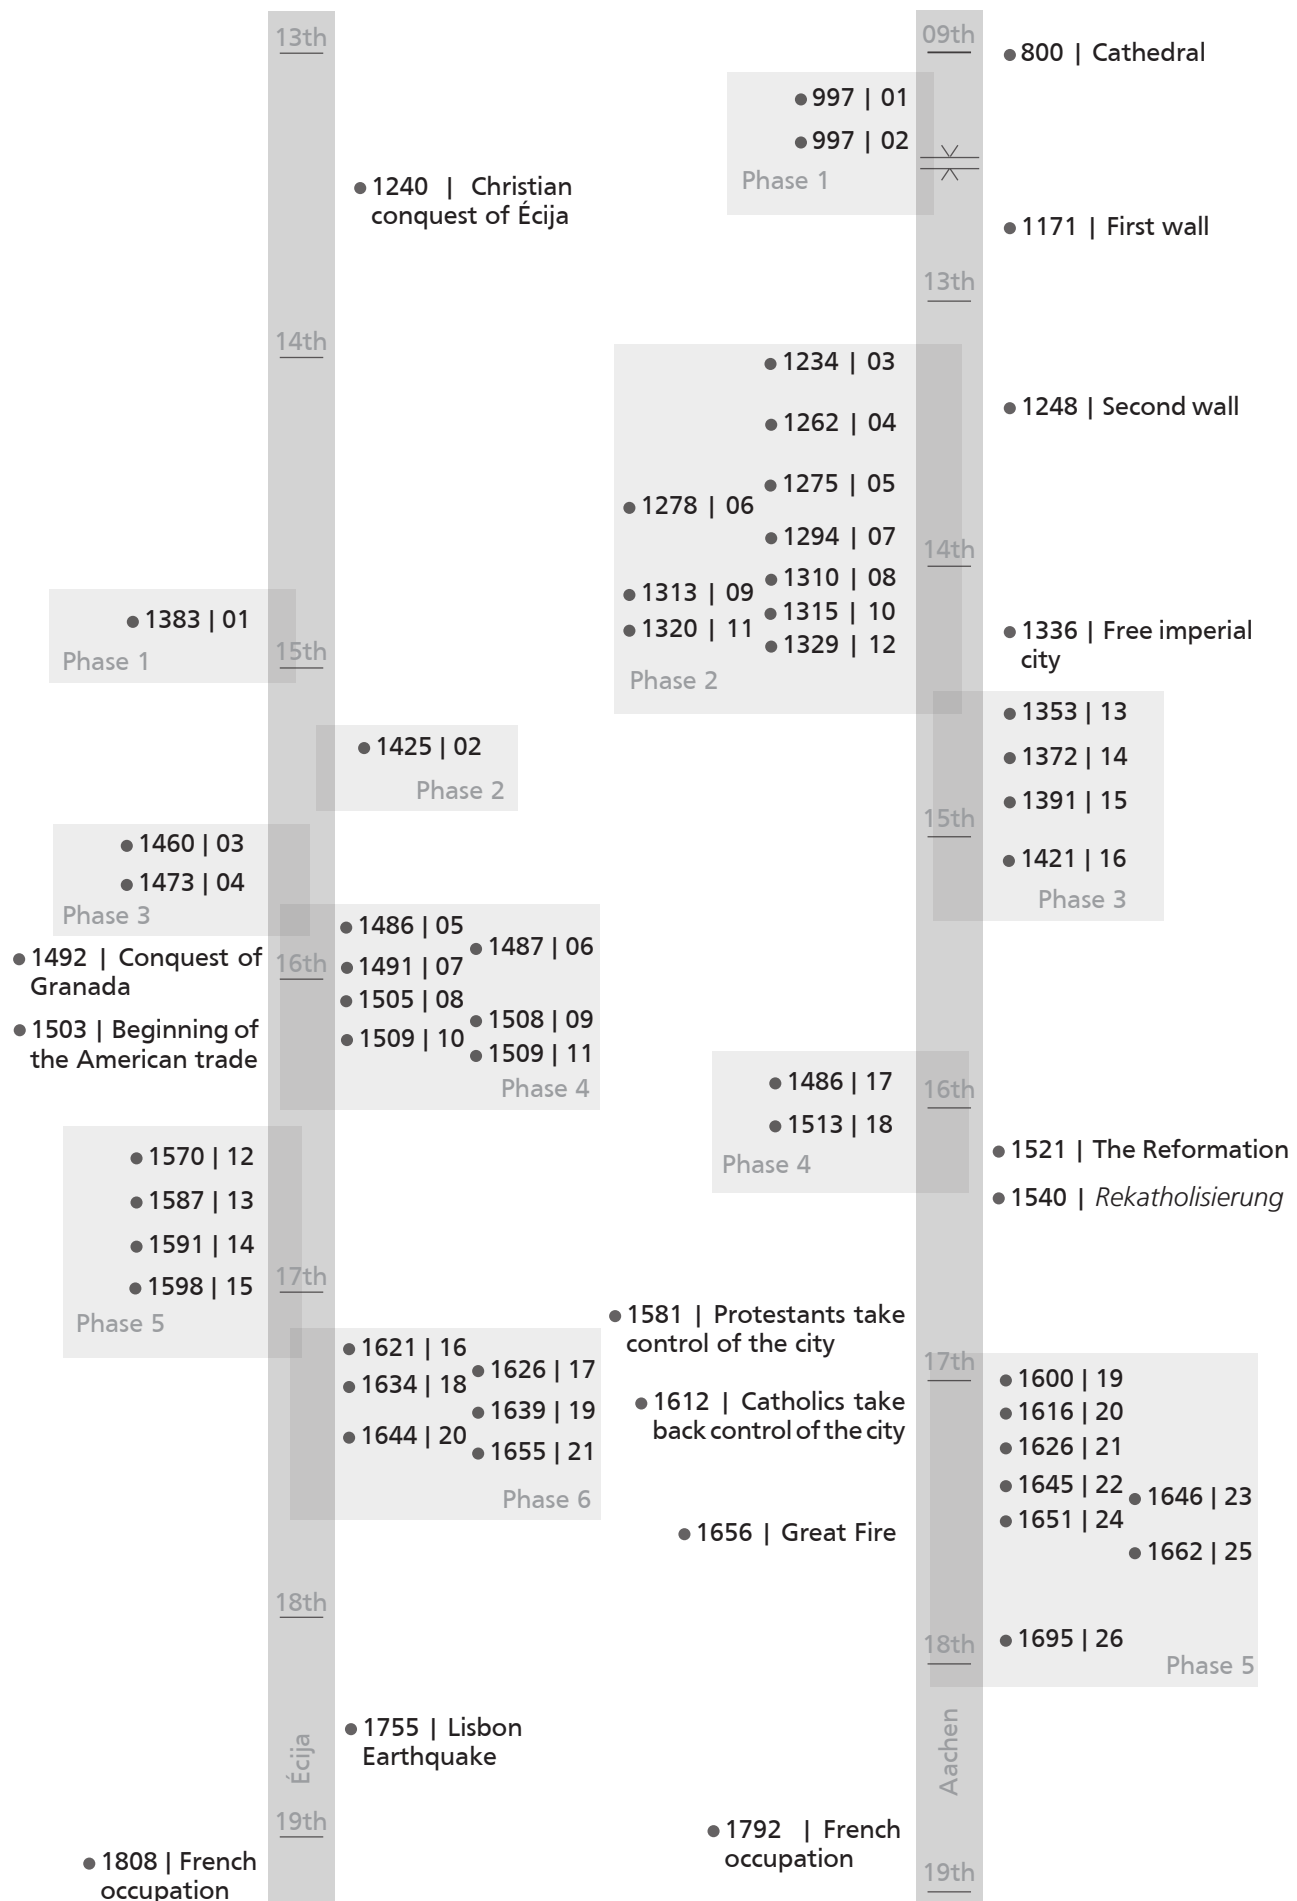 13th
1240 | Christian
conquest of Écija
14th
1383 | 01
Phase 1
15th
1425 | 02
Phase 2
1460 | 03
1473 | 04
Phase 3
1486 | 05
1487 | 06
1492 | Conquest of
Granada
16th
1491 | 07
1505 | 08
1503 | Beginning of
the American trade
1508 | 09
1509 | 10
1509 | 11
Phase 4
1570 | 12
1587 | 13
1591 | 14
1598 | 15
Phase 5
17th
1621 | 16
1626 | 17
1634 | 18
1639 | 19
1644 | 20
1655 | 21
Phase 6
18th
1755 | Lisbon
Earthquake
Écija
19th
1808 | French
occupation
09th
800 | Cathedral
997 | 01
997 | 02
Phase 1
1171 | First wall
13th
1234 | 03
1248 | Second wall
1262 | 04
1275 | 05
1278 | 06
1294 | 07
14th
1310 | 08
1313 | 09
1315 | 10
1320 | 11
1329 | 12
Phase 2
1336 | Free imperial
city
1353 | 13
1372 | 14
1391 | 15
15th
1421 | 16
Phase 3
1486 | 17
16th
1513 | 18
Phase 4
1521 | The Reformation
1540 | Rekatholisierung
1581 | Protestants take
control of the city
17th
1600 | 19
1612 | Catholics take
back control of the city
1616 | 20
1626 | 21
1645 | 22
1646 | 23
1651 | 24
1656 | Great Fire
1662 | 25
1695 | 26
18th
Phase 5
Aachen
1792 | French
occupation
19th